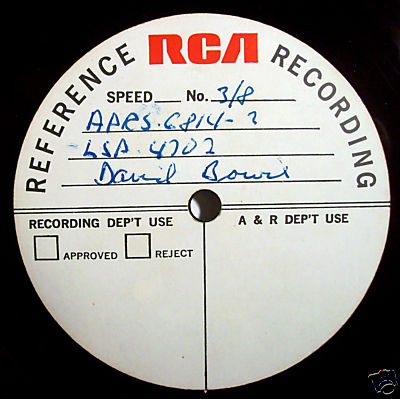 REFERENCE RCA RECORDING
SPEED No. 3/8
APRS-6814-2
LSP 4702
David Bowie
RECORDING DEP'T USE
A & R DEP'T USE
APPROVED REJECT